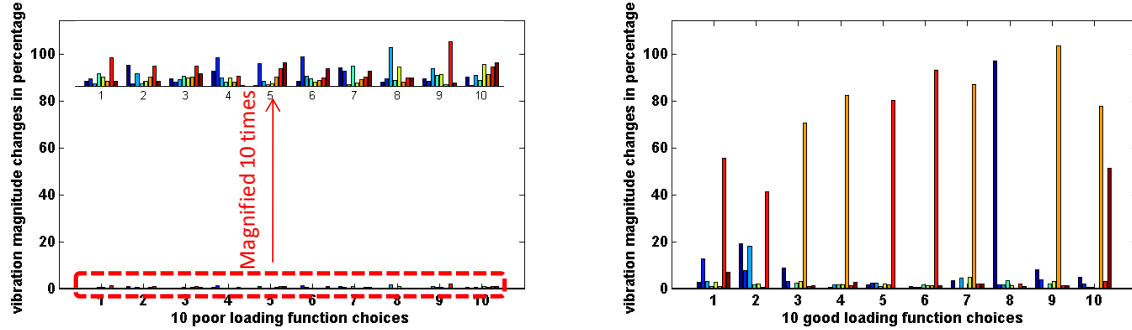 vibration magnitude changes in percentage
100
80
60
40
20
0
1 2 3 4 5 6 7 8 9 10
Magnified 10 times
1 2 3 4 5 6 7 8 9 10
10 poor loading function choices
vibration magnitude changes in percentage
100
80
60
40
20
0
1 2 3 4 5 6 7 8 9 10
10 good loading function choices